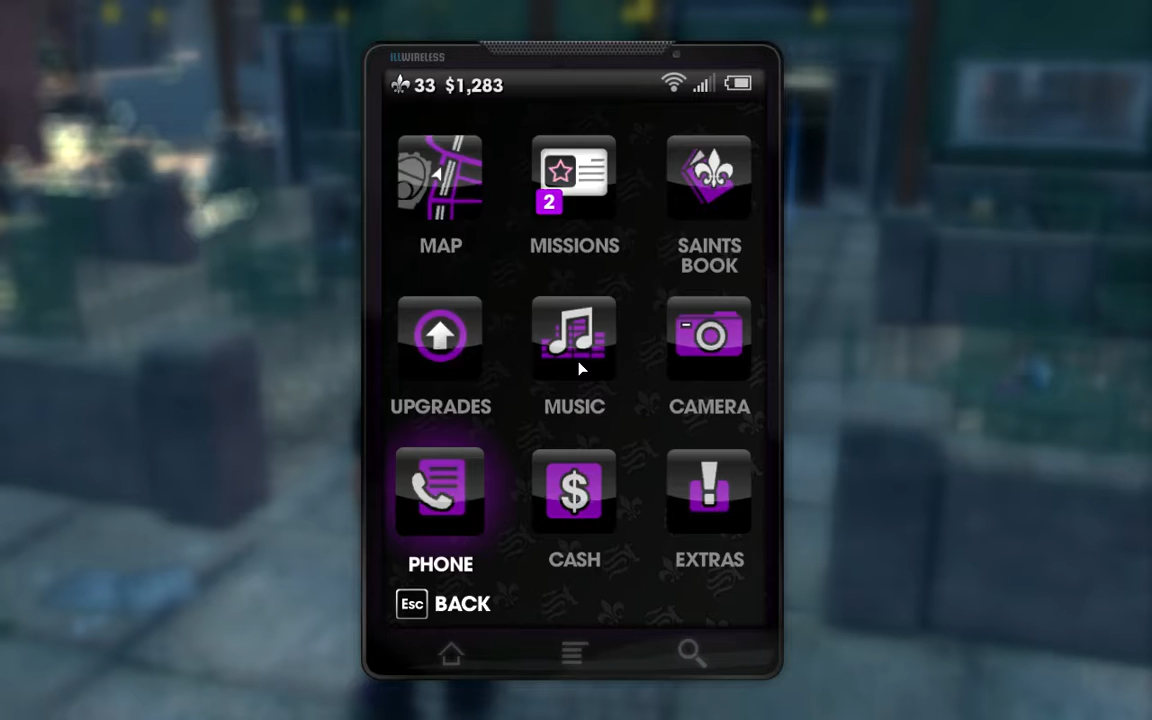 ILLWIRELESS
33 $1,283
2
MAP MISSIONS SAINTS BOOK
UPGRADES MUSIC CAMERA
$
PHONE CASH EXTRAS
Esc BACK